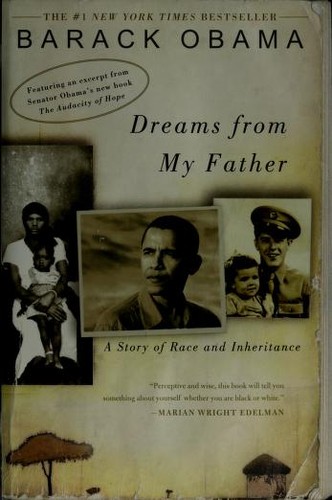 THE #1 NEW YORK TIMES BESTSELLER
BARACK OBAMA
Featuring an excerpt from
Senator Obama's new book
The Audacity of Hope
Dreams from
My Father
A Story of Race and Inheritance
"Perceptive and wise, this book will tell you
something about yourself whether you are black or white."
—MARIAN WRIGHT EDELMAN